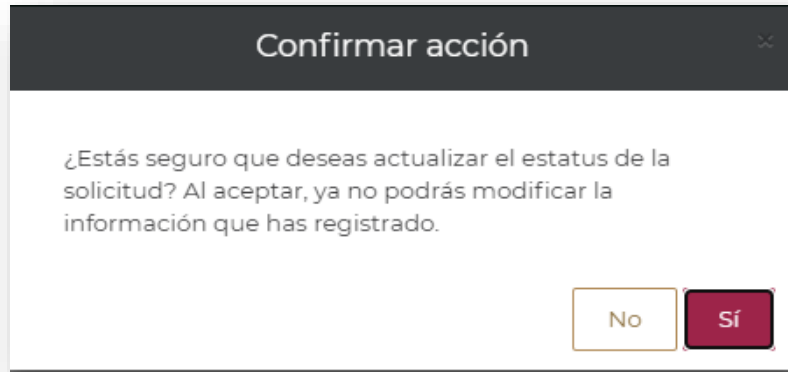 Confirmar acción
¿Estás seguro que deseas actualizar el estatus de la
solicitud? Al aceptar, ya no podrás modificar la
información que has registrado.
No
Sí